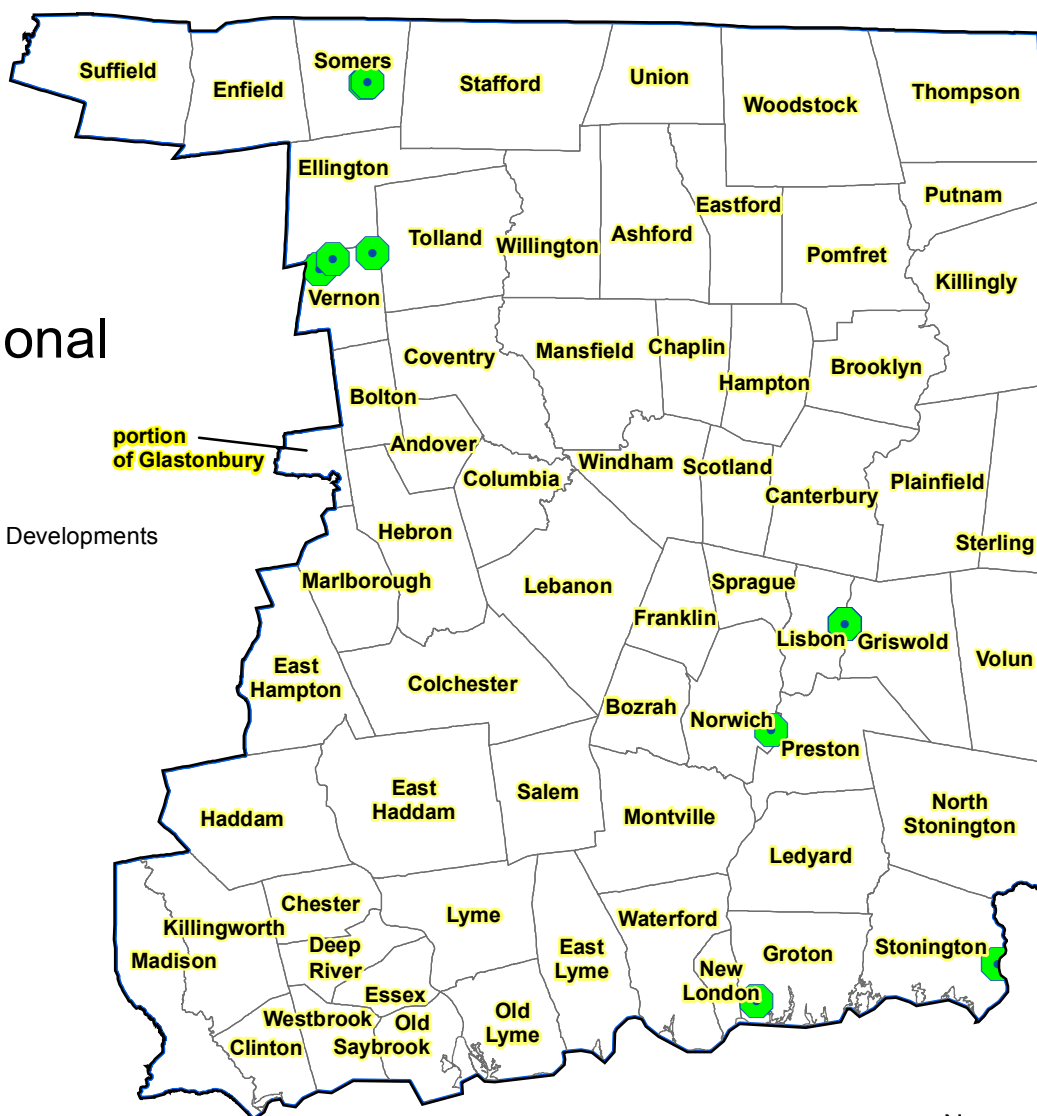 Somers
Suffield
Enfield
Stafford
Union
Woodstock
Thompson
Ellington
Putnam
Eastford
Tolland
Willington
Ashford
Pomfret
Killingly
Vernon
onal
Coventry
Mansfield
Chaplin
Hampton
Brooklyn
Bolton
portion
of Glastonbury
Andover
Columbia
Windham
Scotland
Canterbury
Plainfield
Developments
Hebron
Sterling
Marlborough
Lebanon
Sprague
Franklin
Lisbon
Griswold
Volun
East
Hampton
Colchester
Bozrah
Norwich
Preston
Haddam
East
Haddam
Salem
Montville
North
Stonington
Ledyard
Chester
Killingworth
Lyme
Waterford
Madison
Deep
River
East
Lyme
Groton
Stonington
New
London
Essex
Westbrook
Old
Saybrook
Old
Lyme
Clinton